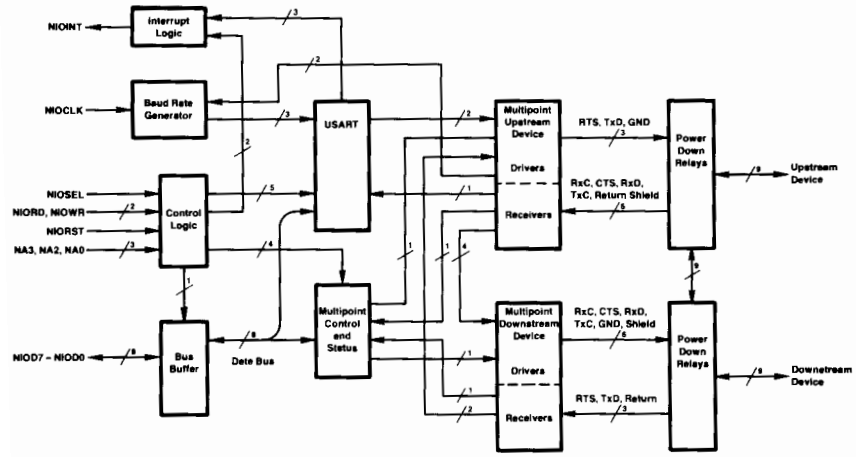 NIOINT
Interrupt
Logic
3
2
NIOCLK
Baud Rate
Generator
3
USART
2
Multipoint
Upstream
Device
Drivers
Receivers
RTS, TxD, GND
3
Power
Down
Relays
9
Upstream
Device
2
NIOSEL
NIORD, NIOWR
2
NIORST
NA3, NA2, NA0
3
Control
Logic
5
4
1
RxC, CTS, RxD,
TxC, Return Shield
6
1
1
1
4
9
Multipoint
Control
end
Status
Multipoint
Downstream
Device
Drivers
Receivers
RxC, CTS, RxD,
TxC, GND, Shield
6
Power
Down
Relays
NIOD7 – NIOD0
8
Bus
Buffer
8
Dete Bus
1
1
2
RTS, TxD, Return
3
9
Downetream
Device